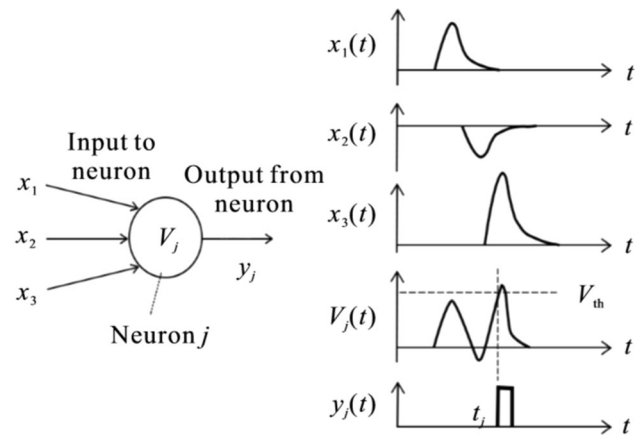 Input to
neuron
x₁
x₂
x₃
Vⱼ
Output from
neuron
yⱼ
Neuron j
x₁(t)
t
x₂(t)
t
x₃(t)
t
Vⱼ(t)
Vₜₕ
t
yⱼ(t)
tⱼ
t